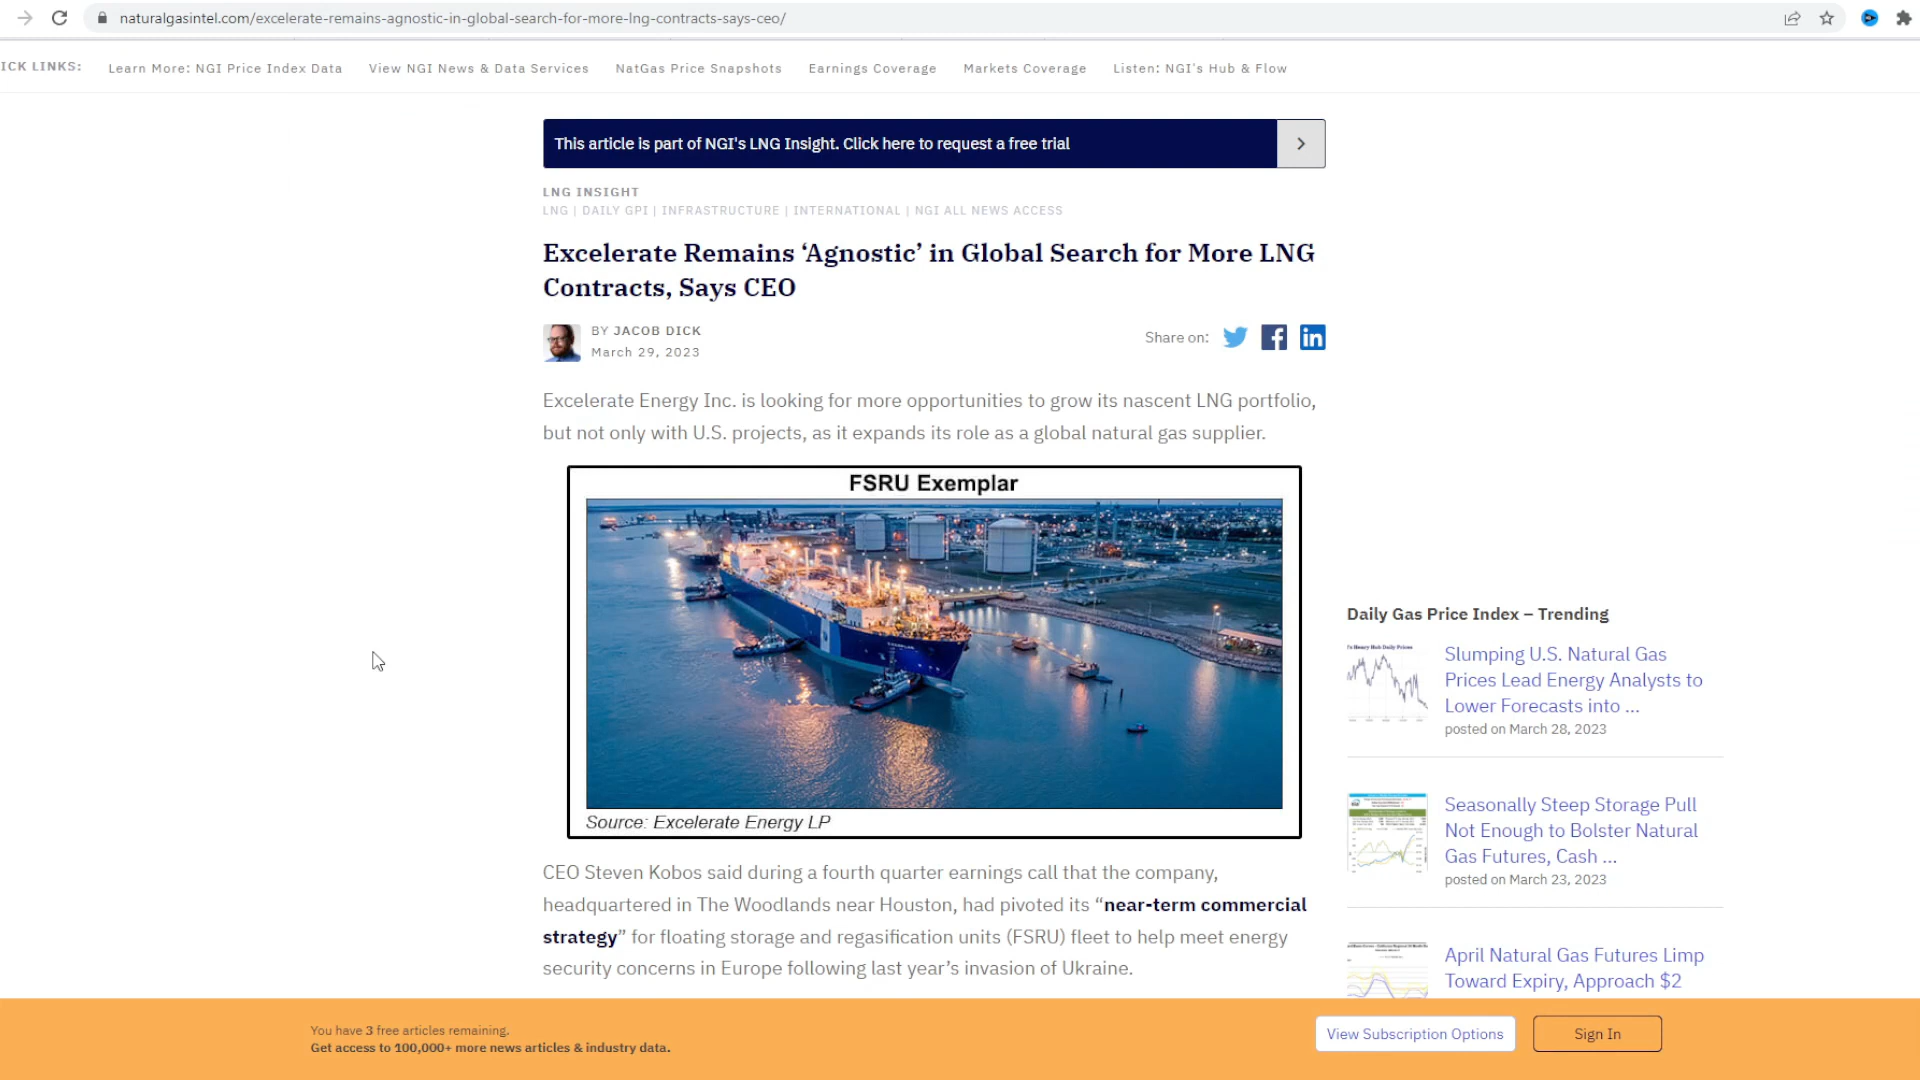 naturalgasintel.com/excelerate-remains-agnostic-in-global-search-for-more-lng-contracts-says-ceo/
ICK LINKS: Learn More: NGI Price Index Data View NGI News & Data Services NatGas Price Snapshots Earnings Coverage Markets Coverage Listen: NGI's Hub & Flow
This article is part of NGI's LNG Insight. Click here to request a free trial
LNG INSIGHT
LNG | DAILY GPI | INFRASTRUCTURE | INTERNATIONAL | NGI ALL NEWS ACCESS
Excelerate Remains ‘Agnostic’ in Global Search for More LNG
Contracts, Says CEO
BY JACOB DICK
March 29, 2023
Share on:
Excelerate Energy Inc. is looking for more opportunities to grow its nascent LNG portfolio,
but not only with U.S. projects, as it expands its role as a global natural gas supplier.
FSRU Exemplar
Source: Excelerate Energy LP
CEO Steven Kobos said during a fourth quarter earnings call that the company,
headquartered in The Woodlands near Houston, had pivoted its “near-term commercial
strategy” for floating storage and regasification units (FSRU) fleet to help meet energy
security concerns in Europe following last year’s invasion of Ukraine.
Daily Gas Price Index – Trending
Slumping U.S. Natural Gas
Prices Lead Energy Analysts to
Lower Forecasts into ...
posted on March 28, 2023
Seasonally Steep Storage Pull
Not Enough to Bolster Natural
Gas Futures, Cash ...
posted on March 23, 2023
April Natural Gas Futures Limp
Toward Expiry, Approach $2
You have 3 free articles remaining.
Get access to 100,000+ more news articles & industry data.
View Subscription Options
Sign In